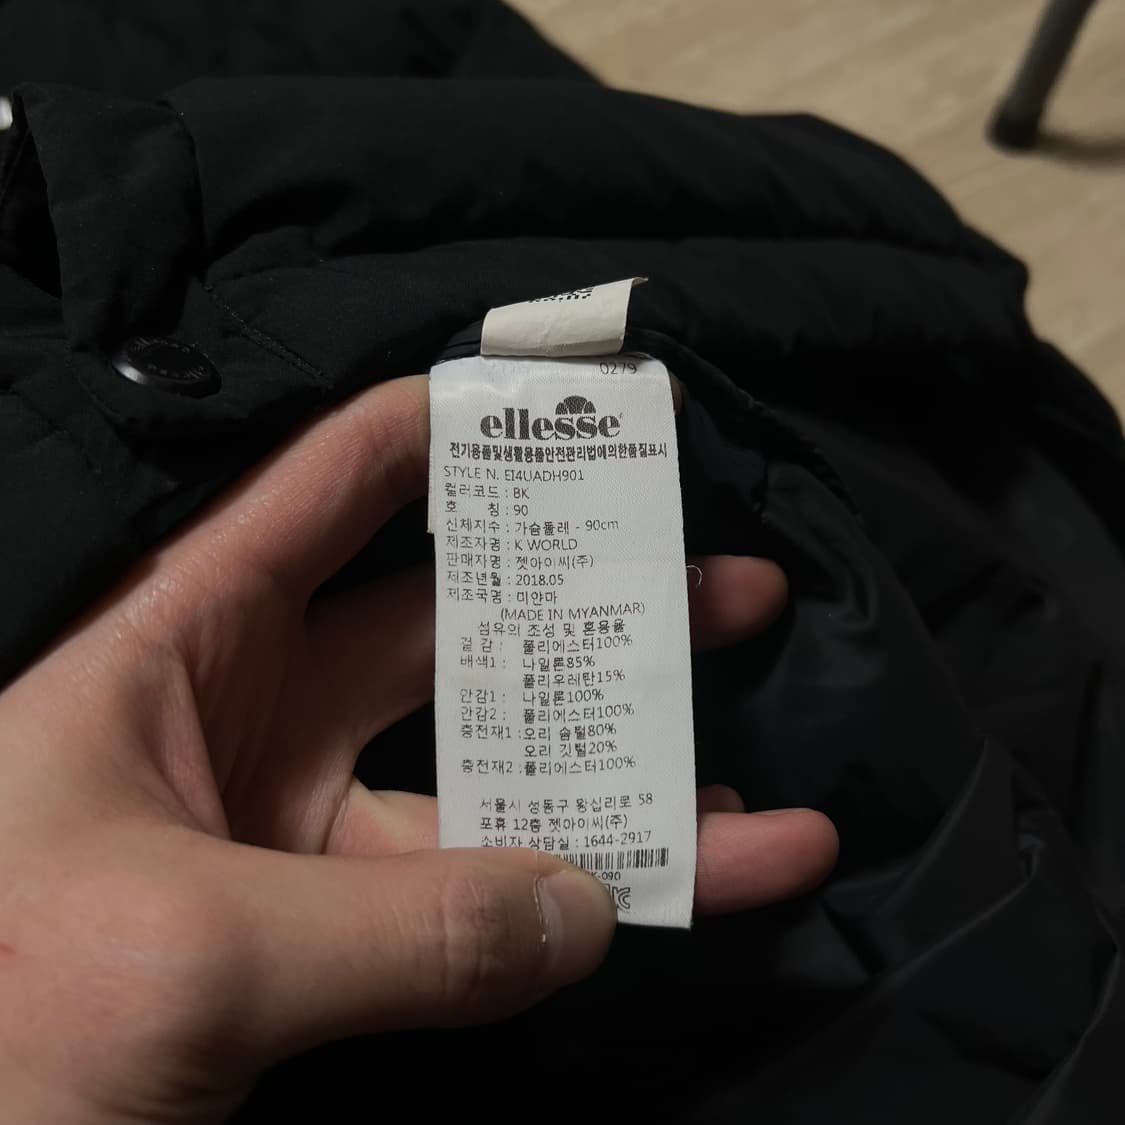 0279
ellesse
전기용품및생활용품안전관리법에의한품질표시
STYLE N. EI4UADH901
컬러코드 : BK
호 칭 : 90
신체치수 : 가슴둘레 - 90cm
제조자명 : K WORLD
판매자명 : 젯아이씨(주)
제조년월 : 2018.05
제조국명 : 미얀마
(MADE IN MYANMAR)
섬유의 조성 및 혼용율
겉 감 : 폴리에스터100%
배색1 : 나일론85%
폴리우레탄15%
안감1 : 나일론100%
안감2 : 폴리에스터100%
충전재1 : 오리 솜털80%
오리 깃털20%
충전재2 : 폴리에스터100%
서울시 성동구 왕십리로 58
포휴 12층 젯아이씨(주)
소비자 상담실 : 1644-2917
K-090